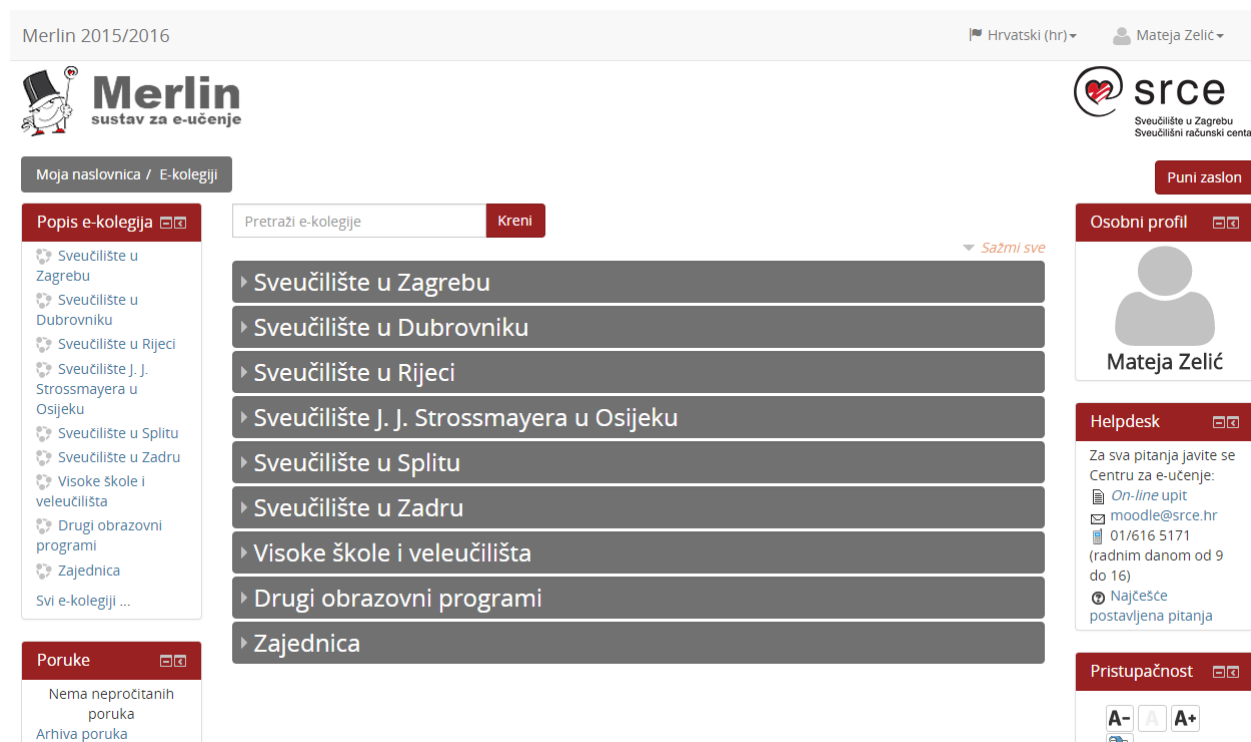 Merlin 2015/2016
Hrvatski (hr)
Mateja Zelić
Merlin
sustav za e-učenje
srce
Sveučilište u Zagrebu
Sveučilišni računski centa
Moja naslovnica / E-kolegiji
Puni zaslon
Popis e-kolegija
Sveučilište u
Zagrebu
Sveučilište u
Dubrovniku
Sveučilište u Rijeci
Sveučilište J. J.
Strossmayera u
Osijeku
Sveučilište u Splitu
Sveučilište u Zadru
Visoke škole i
veleučilišta
Drugi obrazovni
programi
Zajednica
Svi e-kolegiji ...
Poruke
Nema nepročitanih
poruka
Arhiva poruka
Pretraži e-kolegije
Kreni
Sažmi sve
Sveučilište u Zagrebu
Sveučilište u Dubrovniku
Sveučilište u Rijeci
Sveučilište J. J. Strossmayera u Osijeku
Sveučilište u Splitu
Sveučilište u Zadru
Visoke škole i veleučilišta
Drugi obrazovni programi
Zajednica
Osobni profil
Mateja Zelić
Helpdesk
Za sva pitanja javite se
Centru za e-učenje:
On-line upit
moodle@srce.hr
01/616 5171
(radnim danom od 9
do 16)
Najčešće
postavljena pitanja
Pristupačnost
A- A A+